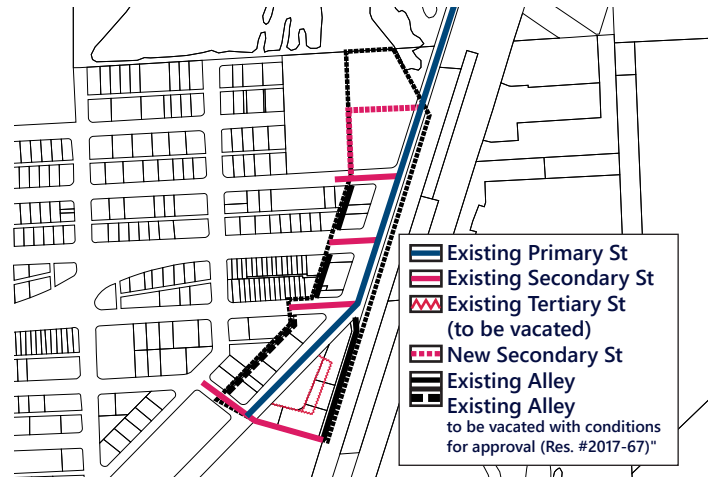 Existing Primary St
Existing Secondary St
Existing Tertiary St
(to be vacated)
New Secondary St
Existing Alley
Existing Alley
to be vacated with conditions
for approval (Res. #2017-67)"